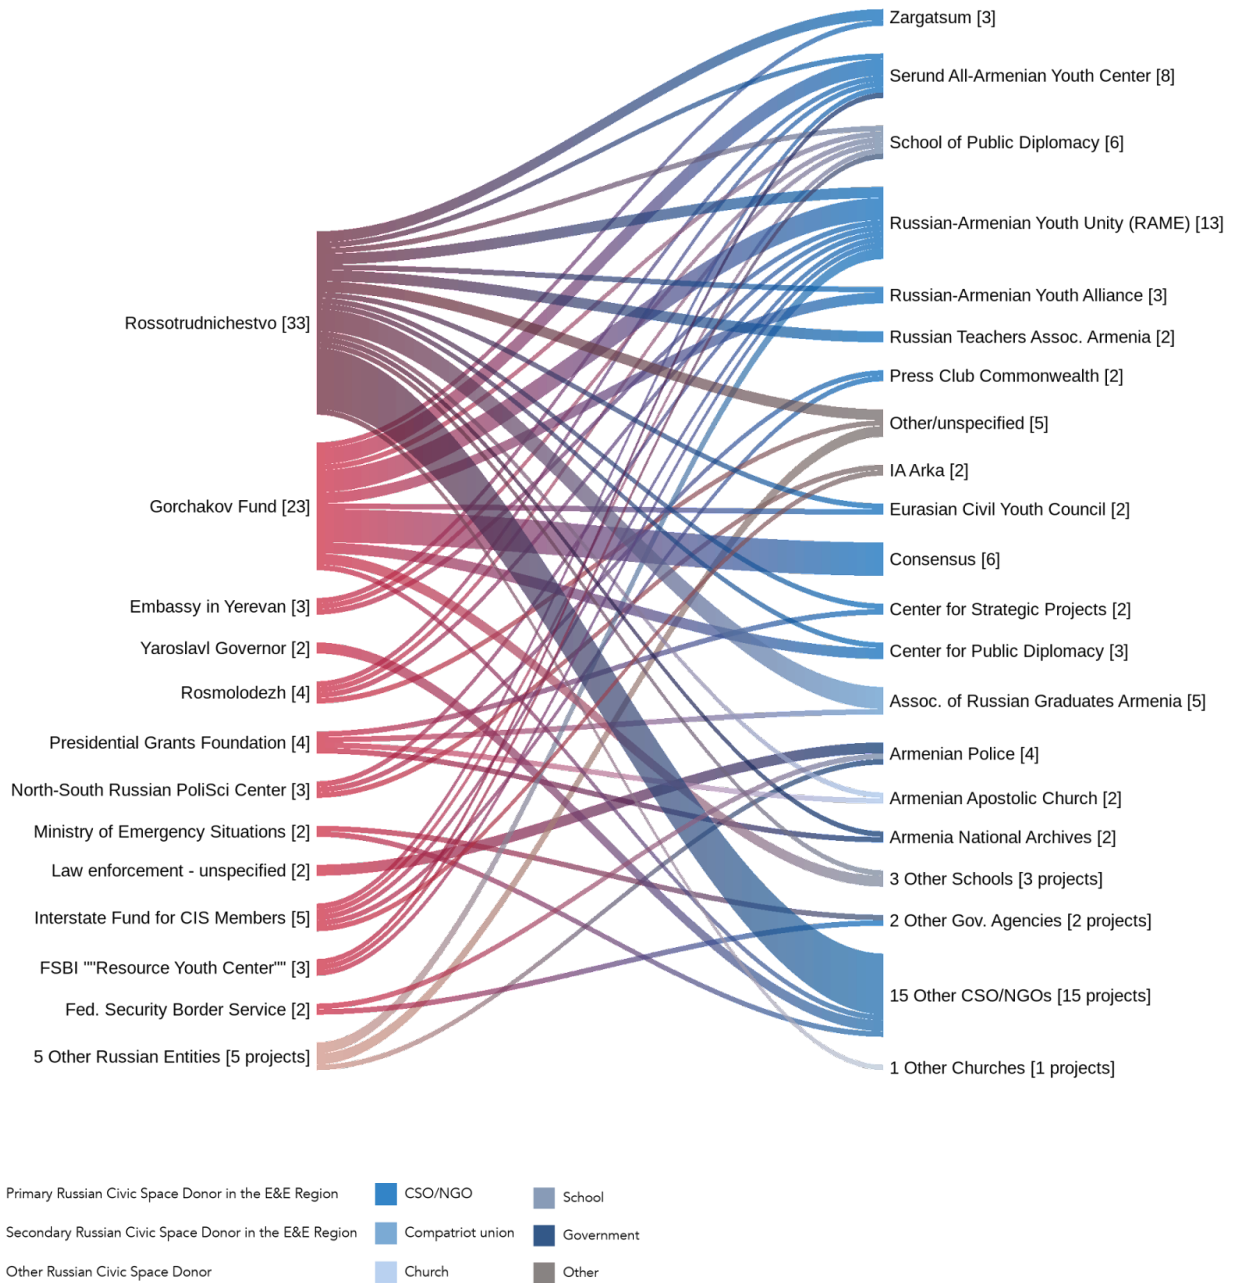 Zargatsum [3]
Serund All-Armenian Youth Center [8]
School of Public Diplomacy [6]
Russian-Armenian Youth Unity (RAME) [13]
Russian-Armenian Youth Alliance [3]
Russian Teachers Assoc. Armenia [2]
Press Club Commonwealth [2]
Other/unspecified [5]
IA Arka [2]
Eurasian Civil Youth Council [2]
Consensus [6]
Center for Strategic Projects [2]
Center for Public Diplomacy [3]
Assoc. of Russian Graduates Armenia [5]
Armenian Police [4]
Armenian Apostolic Church [2]
Armenia National Archives [2]
3 Other Schools [3 projects]
2 Other Gov. Agencies [2 projects]
15 Other CSO/NGOs [15 projects]
1 Other Churches [1 projects]
Rossotrudnichestvo [33]
Gorchakov Fund [23]
Embassy in Yerevan [3]
Yaroslavl Governor [2]
Rosmolodezh [4]
Presidential Grants Foundation [4]
North-South Russian PoliSci Center [3]
Ministry of Emergency Situations [2]
Law enforcement - unspecified [2]
Interstate Fund for CIS Members [5]
FSBI ""Resource Youth Center"" [3]
Fed. Security Border Service [2]
5 Other Russian Entities [5 projects]
Primary Russian Civic Space Donor in the E&E Region
Secondary Russian Civic Space Donor in the E&E Region
Other Russian Civic Space Donor
CSO/NGO
Compatriot union
Church
School
Government
Other